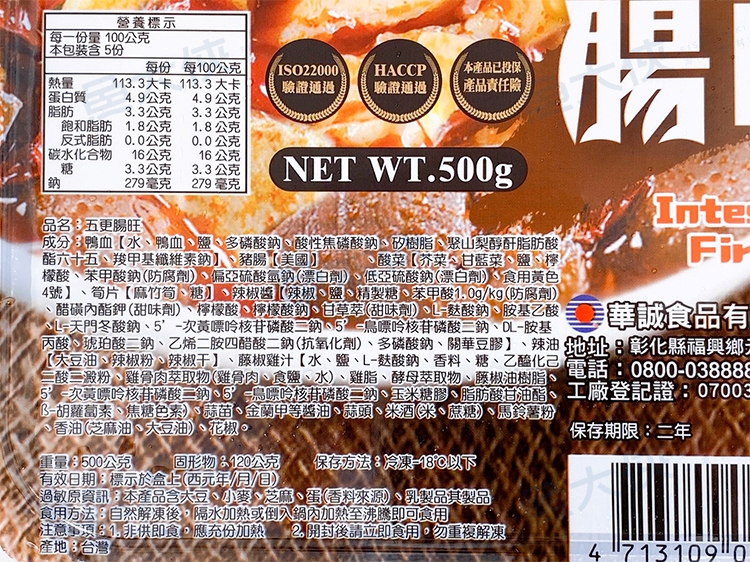 營養標示
每一份量 100公克
本包裝含 5份
每份 每100公克
熱量 113.3大卡 113.3大卡
蛋白質 4.9公克 4.9公克
脂肪 3.3公克 3.3公克
飽和脂肪 1.8公克 1.8公克
反式脂肪 0.0公克 0.0公克
碳水化合物 16公克 16公克
糖 3.3公克 3.3公克
鈉 279毫克 279毫克
ISO22000
驗證通過
HACCP
驗證通過
本產品已投保
產品責任險
腸
NET WT.500g
Inte
Fir
品名：五更腸旺
成分：鴨血【水、鴨血、鹽、多磷酸鈉、酸性焦磷酸鈉、矽樹脂、聚山梨醇酐脂肪酸
酯六十五、羧甲基纖維素鈉】、豬腸【美國】、酸菜【芥菜、甘藍菜、鹽、檸
檬酸、苯甲酸鈉(防腐劑)、偏亞硫酸氫鈉(漂白劑)、低亞硫酸鈉(漂白劑)、食用黃色
4號】、筍片【麻竹筍、糖】、辣椒醬【辣椒、鹽、精製糖、苯甲酸1.0g/kg(防腐劑)
、醋磺內酯鉀(甜味劑)、檸檬酸、檸檬酸鈉、甘草萃(甜味劑)、L-麩酸鈉、胺基乙酸
、L-天門冬酸鈉、5'-次黃嘌呤核苷磷酸二鈉、5'-鳥嘌呤核苷磷酸二鈉、DL-胺基
丙酸、琥珀酸二鈉、乙烯二胺四醋酸二鈉(抗氧化劑)、多磷酸鈉、關華豆膠】、辣油
【大豆油、辣椒粉、辣椒干】、藤椒雞汁【水、鹽、L-麩酸鈉、香料、糖、乙醯化己
二酸二澱粉、雞骨肉萃取物(雞骨肉、食鹽、水)、雞脂、酵母萃取物、藤椒油樹脂、
5'-次黃嘌呤核苷磷酸二鈉、5'-鳥嘌呤核苷磷酸二鈉、玉米糖膠、脂肪酸甘油酯、
β-胡蘿蔔素、焦糖色素)、蒜苗、金蘭甲等醬油、蒜頭、米酒(米、蔗糖)、馬鈴薯粉
、香油(芝麻油、大豆油)、花椒。
重量：500公克 固形物：120公克 保存方法：冷凍-18℃以下
有效日期：標示於盒上(西元年/月/日)
過敏原資訊：本產品含大豆、小麥、芝麻、蛋(香料來源)、乳製品其製品
食用方法：自然解凍後，隔水加熱或倒入鍋內加熱至沸騰即可食用
注意事項：1.非供即食，應充份加熱 2.開封後請立即食用，勿重複解凍
產地：台灣
華誠食品有
地址：彰化縣福興鄉
電話：0800-038888
工廠登記證：07003
保存期限：二年
4 713109 0